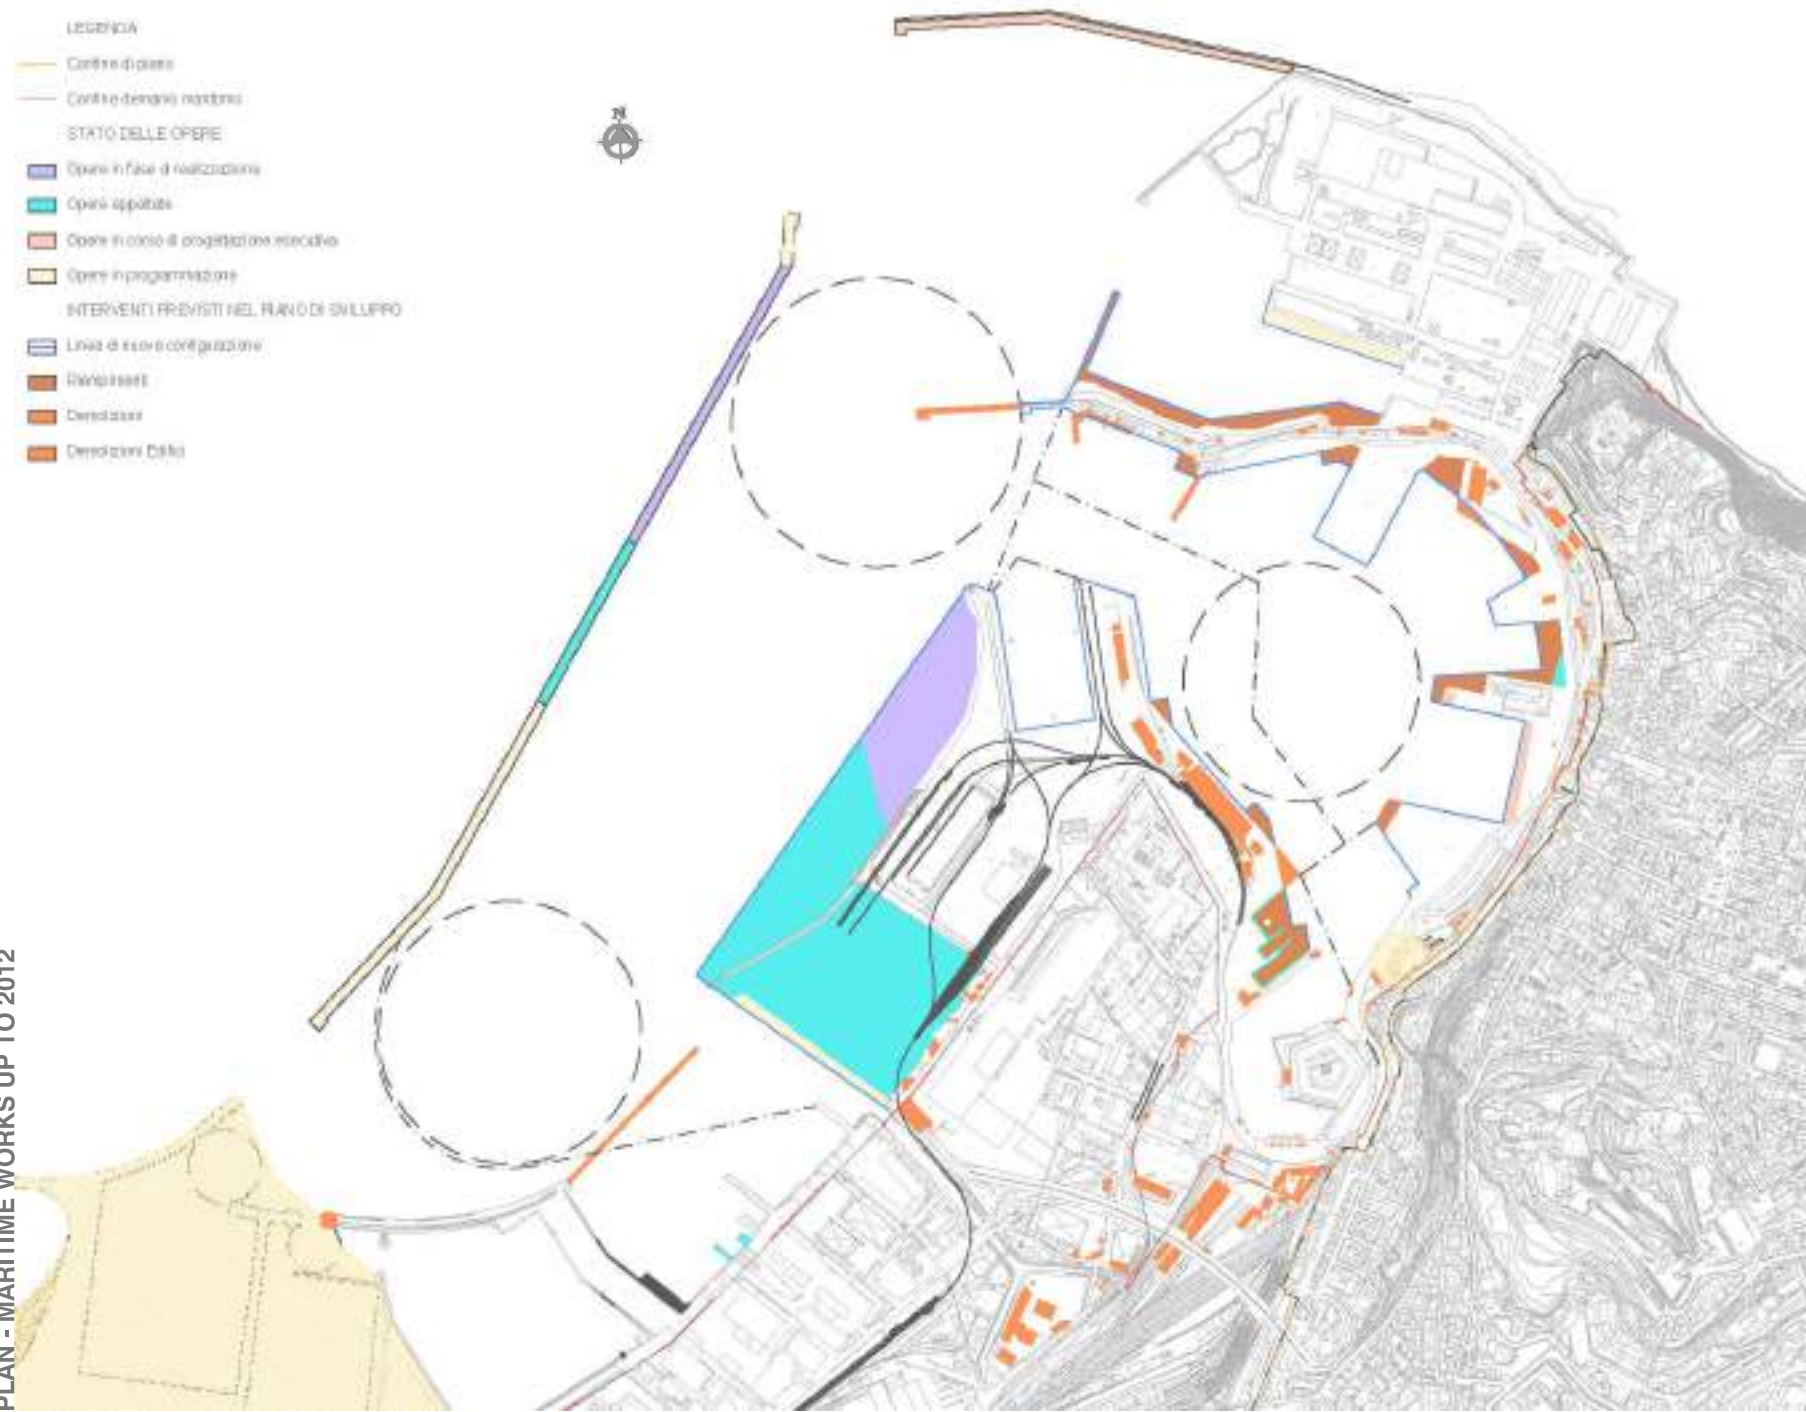 LEGENDA
Confine di piano
Confine demanio marittimo
STATO DELLE OPERE
Opere in fase di realizzazione
Opere appaltate
Opere in corso di progettazione esecutiva
Opere in programmazione
INTERVENTI PREVISTI NEL PIANO DI SVILUPPO
Linea di nuova configurazione
Riempimenti
Demolizioni
Demolizioni Edifici
N
PLAN - MARITIME WORKS UP TO 2012